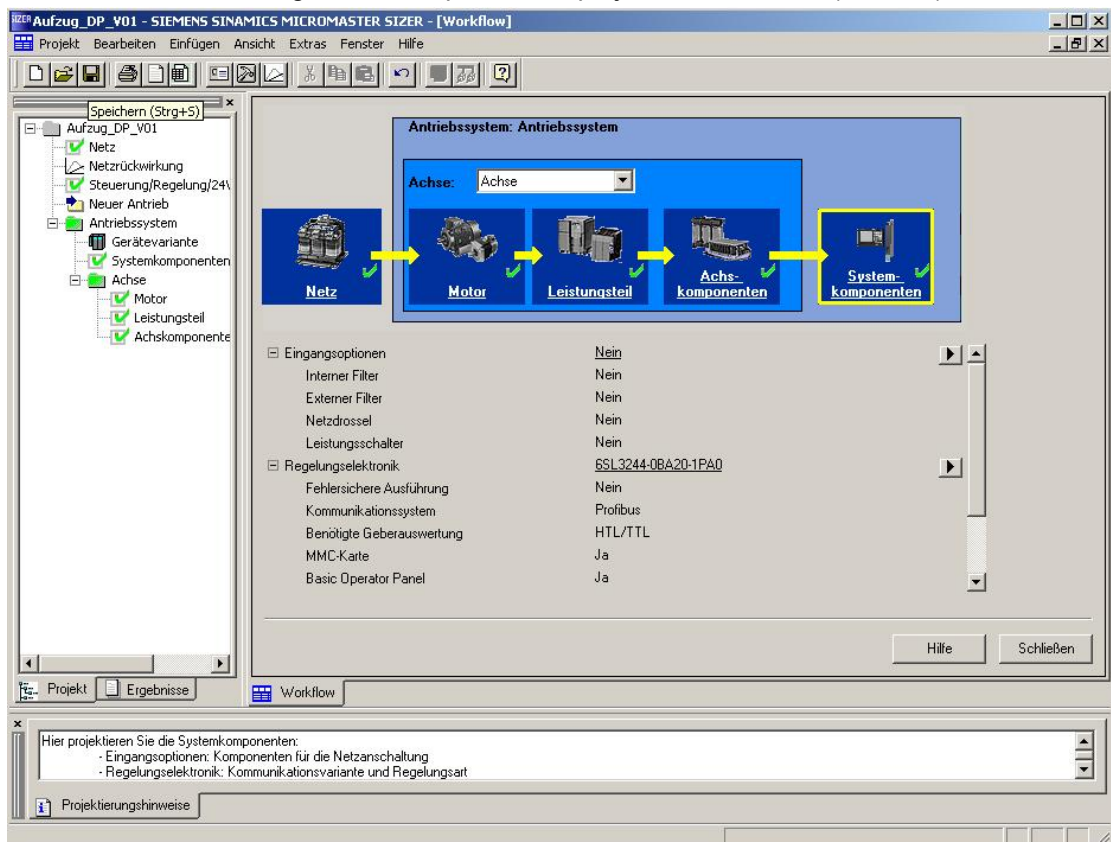 Aufzug_DP_V01 - SIEMENS SINAMICS MICROMASTER SIZER - [Workflow]
Projekt Bearbeiten Einfügen Ansicht Extras Fenster Hilfe
Speichern (Strg+S)
Aufzug_DP_V01
Netz
Netzrückwirkung
Steuerung/Regelung/24V
Neuer Antrieb
Antriebssystem
Gerätevariante
Systemkomponenten
Achse
Motor
Leistungsteil
Achskomponente
Projekt Ergebnisse
Antriebssystem: Antriebssystem
Achse: Achse
Netz
Motor
Leistungsteil
Achs-
komponenten
System-
komponenten
Eingangsoptionen Nein
Interner Filter Nein
Externer Filter Nein
Netzdrossel Nein
Leistungsschalter Nein
Regelungselektronik 6SL3244-0BA20-1PA0
Fehlersichere Ausführung Nein
Kommunikationssystem Profibus
Benötigte Geberauswertung HTL/TTL
MMC-Karte Ja
Basic Operator Panel Ja
Hilfe Schließen
Workflow
Hier projektieren Sie die Systemkomponenten:
- Eingangsoptionen: Komponenten für die Netzanschaltung
- Regelungselektronik: Kommunikationsvariante und Regelungsart
Projektierungshinweise